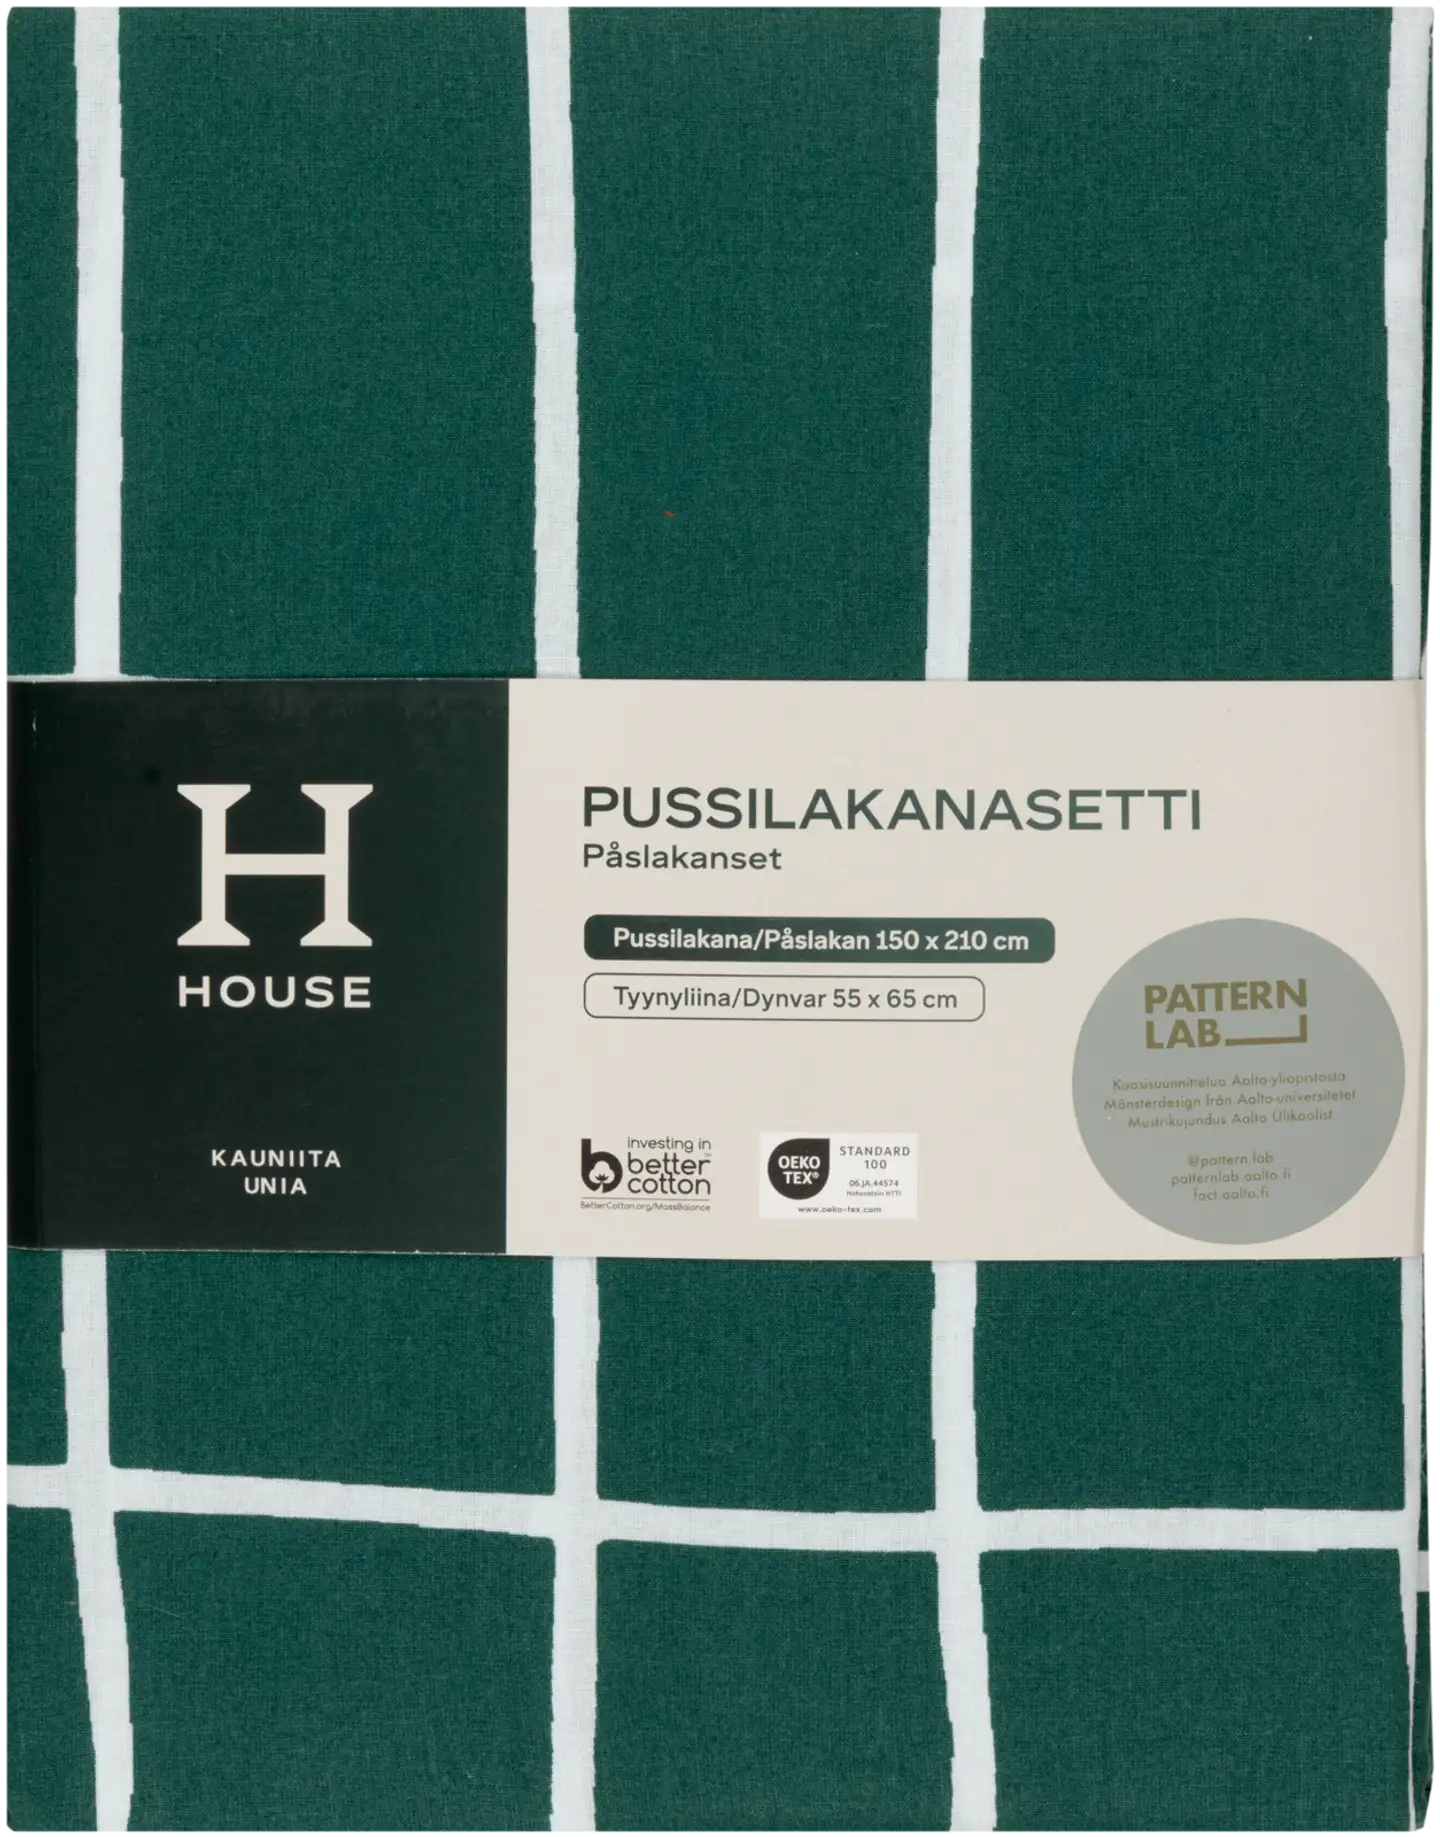 H
HOUSE
KAUNIITA
UNIA
PUSSILAKANASETTI
Påslakanset
Pussilakana/Påslakan 150 x 210 cm
Tyynyliina/Dynvar 55 x 65 cm
investing in
better
cotton
BetterCotton.org/MassBalance
OEKO
TEX®
STANDARD
100
06.JA.44574
Hohenstein HTTI
www.oeko-tex.com
PATTERN
LAB
Kuosisuunnittelua Aalto-yliopistosta
Mönsterdesign från Aalto-universitetet
Mustrikujundus Aalto Ülikoolist
@pattern.lab
patternlab.aalto.fi
fact.aalto.fi